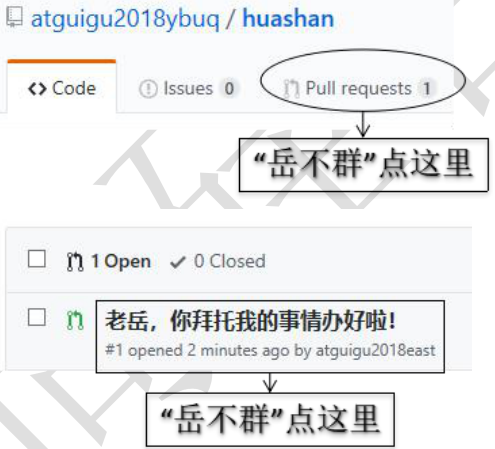 atguigu2018ybuq / huashan
<> Code Issues 0 Pull requests 1
“岳不群”点这里
1 Open ✓ 0 Closed
老岳，你拜托我的事情办好啦！
#1 opened 2 minutes ago by atguigu2018east
“岳不群”点这里